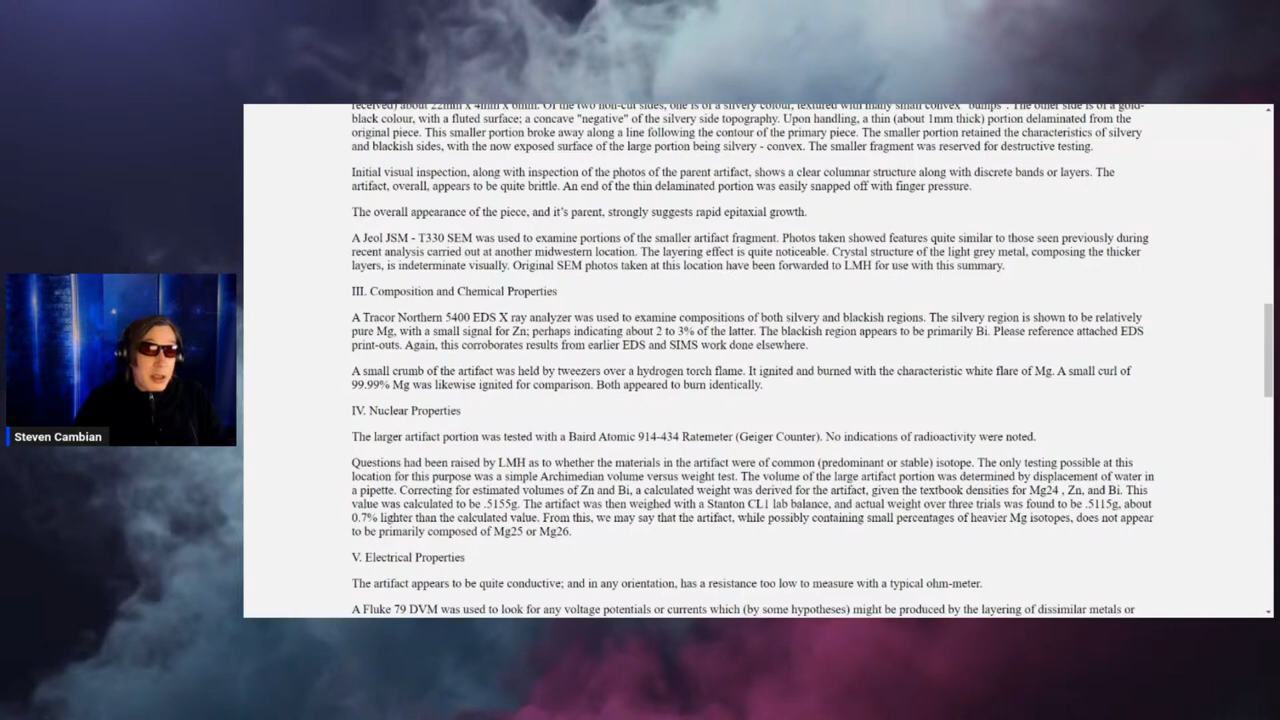 received) about 22mm x 4mm x 6mm. Of the two non-cut sides, one is of a silvery colour, textured with many small convex "bumps". The other side is of a gold-
black colour, with a fluted surface; a concave "negative" of the silvery side topography. Upon handling, a thin (about 1mm thick) portion delaminated from the
original piece. This smaller portion broke away along a line following the contour of the primary piece. The smaller portion retained the characteristics of silvery
and blackish sides, with the now exposed surface of the large portion being silvery - convex. The smaller fragment was reserved for destructive testing.
Initial visual inspection, along with inspection of the photos of the parent artifact, shows a clear columnar structure along with discrete bands or layers. The
artifact, overall, appears to be quite brittle. An end of the thin delaminated portion was easily snapped off with finger pressure.
The overall appearance of the piece, and it's parent, strongly suggests rapid epitaxial growth.
A Jeol JSM - T330 SEM was used to examine portions of the smaller artifact fragment. Photos taken showed features quite similar to those seen previously during
recent analysis carried out at another midwestern location. The layering effect is quite noticeable. Crystal structure of the light grey metal, composing the thicker
layers, is indeterminate visually. Original SEM photos taken at this location have been forwarded to LMH for use with this summary.
III. Composition and Chemical Properties
A Tracor Northern 5400 EDS X ray analyzer was used to examine compositions of both silvery and blackish regions. The silvery region is shown to be relatively
pure Mg, with a small signal for Zn; perhaps indicating about 2 to 3% of the latter. The blackish region appears to be primarily Bi. Please reference attached EDS
print-outs. Again, this corroborates results from earlier EDS and SIMS work done elsewhere.
A small crumb of the artifact was held by tweezers over a hydrogen torch flame. It ignited and burned with the characteristic white flare of Mg. A small curl of
99.99% Mg was likewise ignited for comparison. Both appeared to burn identically.
IV. Nuclear Properties
The larger artifact portion was tested with a Baird Atomic 914-434 Ratemeter (Geiger Counter). No indications of radioactivity were noted.
Questions had been raised by LMH as to whether the materials in the artifact were of common (predominant or stable) isotope. The only testing possible at this
location for this purpose was a simple Archimedian volume versus weight test. The volume of the large artifact portion was determined by displacement of water in
a pipette. Correcting for estimated volumes of Zn and Bi, a calculated weight was derived for the artifact, given the textbook densities for Mg24 , Zn, and Bi. This
value was calculated to be .5155g. The artifact was then weighed with a Stanton CL1 lab balance, and actual weight over three trials was found to be .5115g, about
0.7% lighter than the calculated value. From this, we may say that the artifact, while possibly containing small percentages of heavier Mg isotopes, does not appear
to be primarily composed of Mg25 or Mg26.
V. Electrical Properties
The artifact appears to be quite conductive; and in any orientation, has a resistance too low to measure with a typical ohm-meter.
A Fluke 79 DVM was used to look for any voltage potentials or currents which (by some hypotheses) might be produced by the layering of dissimilar metals or
Steven Cambian